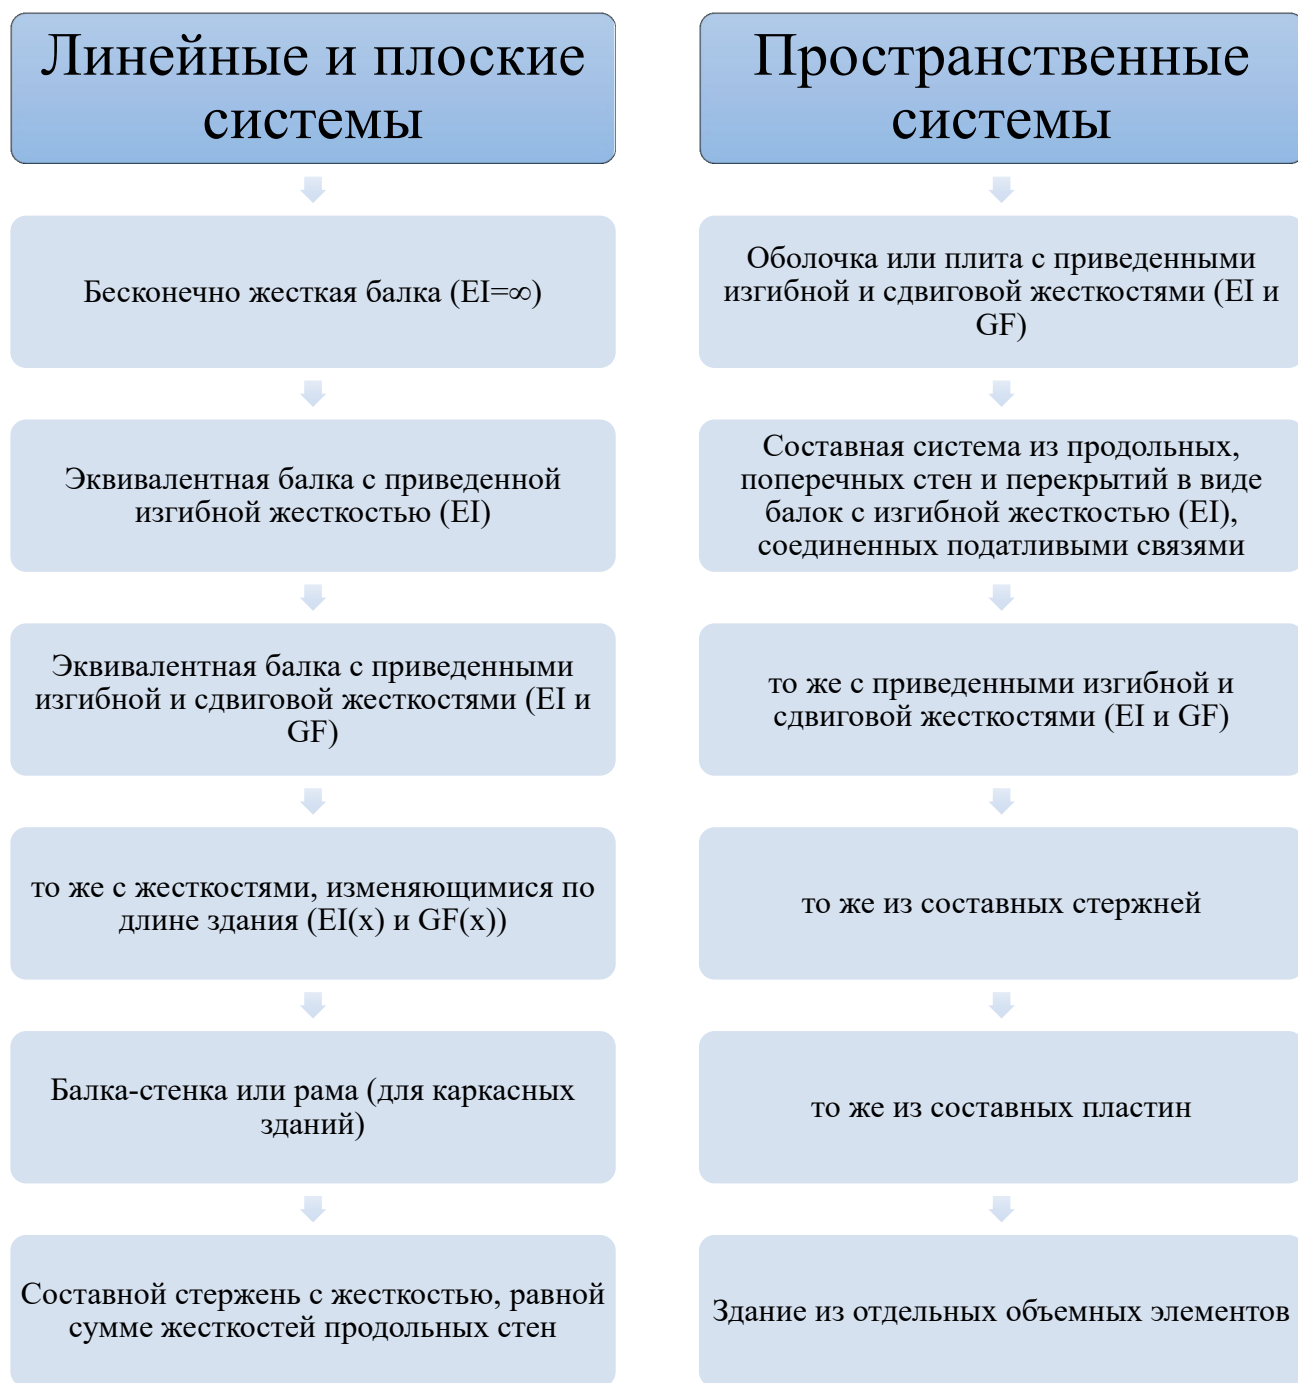 Линейные и плоские
системы
Бесконечно жесткая балка (EI=∞)
Эквивалентная балка с приведенной
изгибной жесткостью (EI)
Эквивалентная балка с приведенными
изгибной и сдвиговой жесткостями (EI и
GF)
то же с жесткостями, изменяющимися по
длине здания (EI(x) и GF(x))
Балка-стенка или рама (для каркасных
зданий)
Составной стержень с жесткостью, равной
сумме жесткостей продольных стен
Пространственные
системы
Оболочка или плита с приведенными
изгибной и сдвиговой жесткостями (EI и
GF)
Составная система из продольных,
поперечных стен и перекрытий в виде
балок с изгибной жесткостью (EI),
соединенных податливыми связями
то же с приведенными изгибной и
сдвиговой жесткостями (EI и GF)
то же из составных стержней
то же из составных пластин
Здание из отдельных объемных элементов